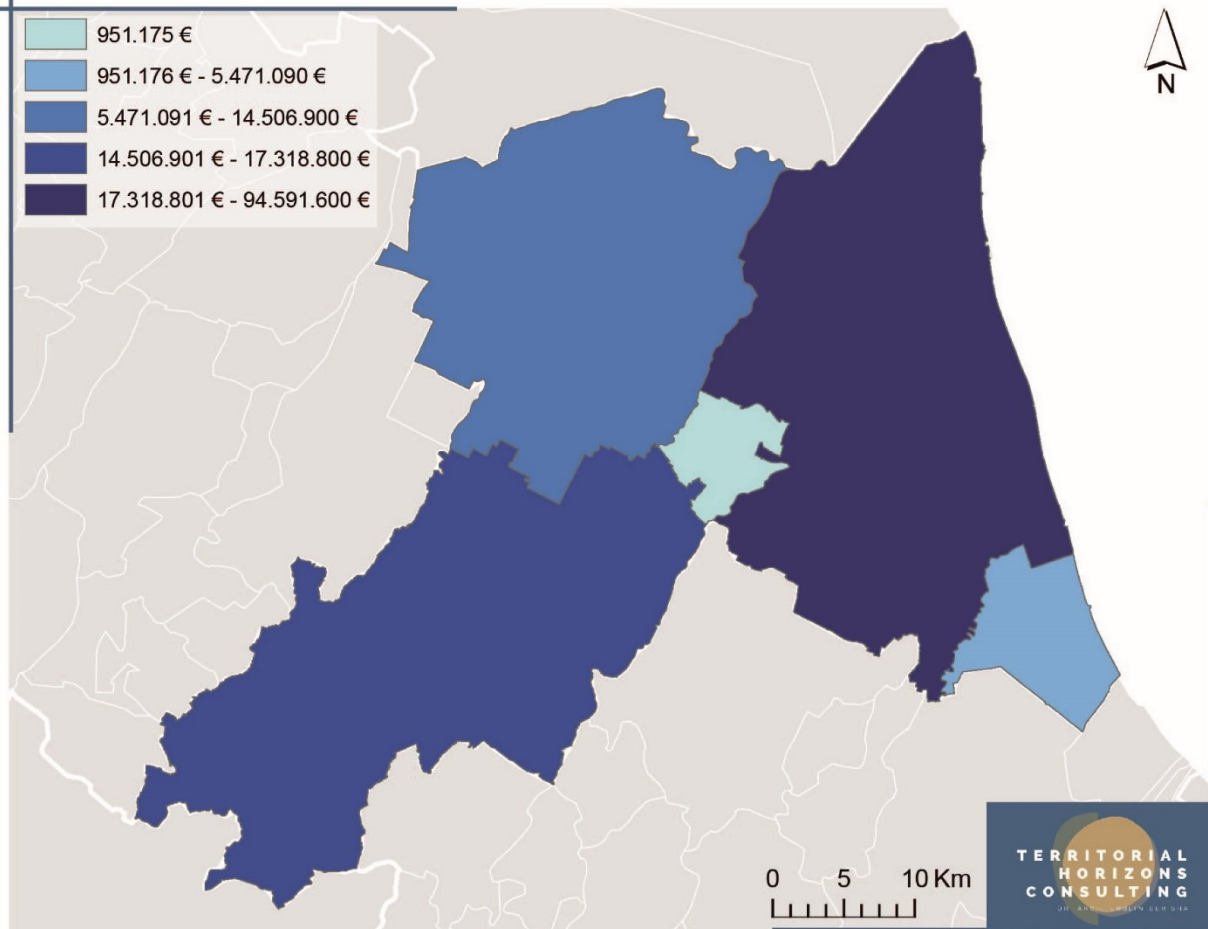 951.175 €
951.176 € - 5.471.090 €
5.471.091 € - 14.506.900 €
14.506.901 € - 17.318.800 €
17.318.801 € - 94.591.600 €
N
0 5 10 Km
TERRITORIAL
HORIZONS
CONSULTING